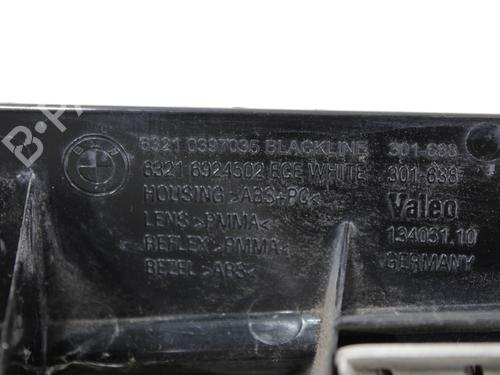 6321 0397035 BLACKLINE 301-688
6321 6924502 ECE WHITE 301-688
HOUSING >ABS+PC<
LENS >PMMA<
REFLEX >PMMA<
BEZEL >ABS<
Valeo
134031.10
GERMANY